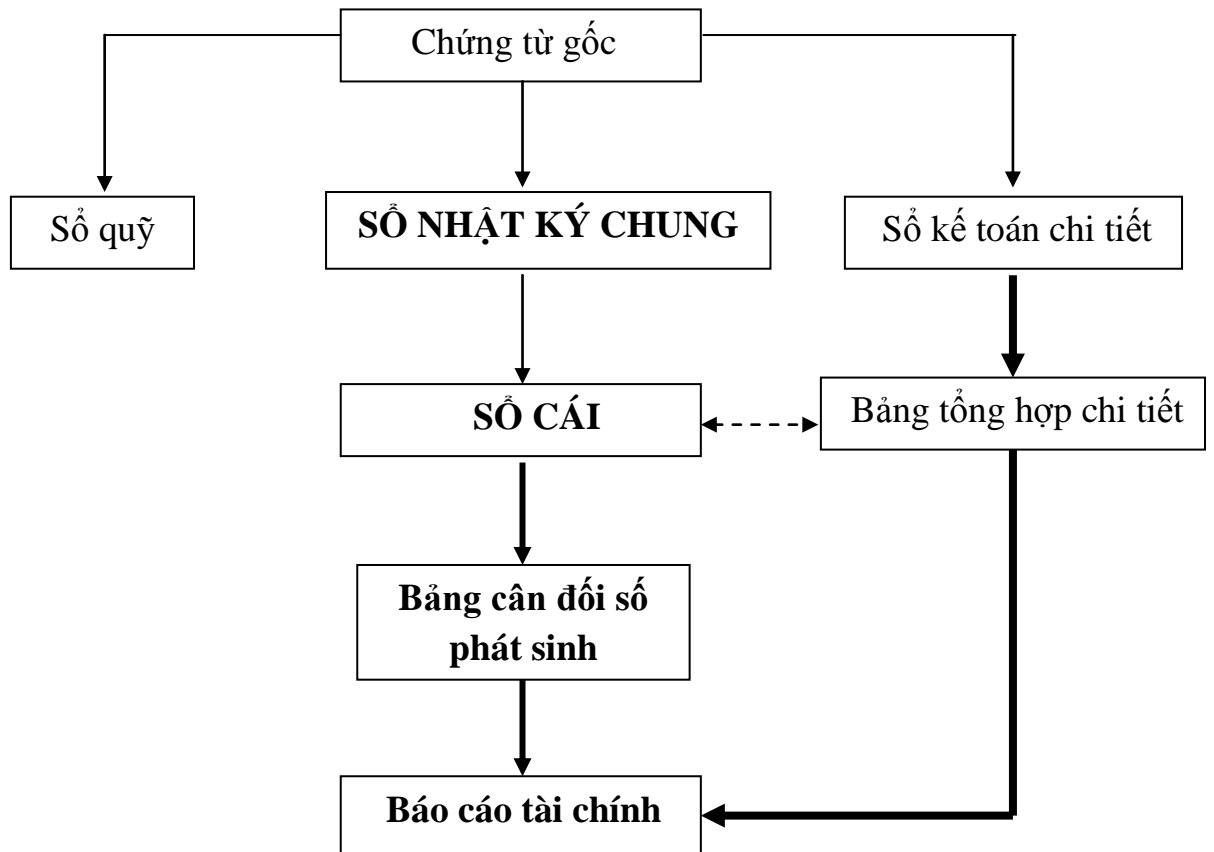 Chứng từ gốc
Sổ quỹ
SỔ NHẬT KÝ CHUNG
Sổ kế toán chi tiết
SỔ CÁI
Bảng tổng hợp chi tiết
Bảng cân đối số
phát sinh
Báo cáo tài chính